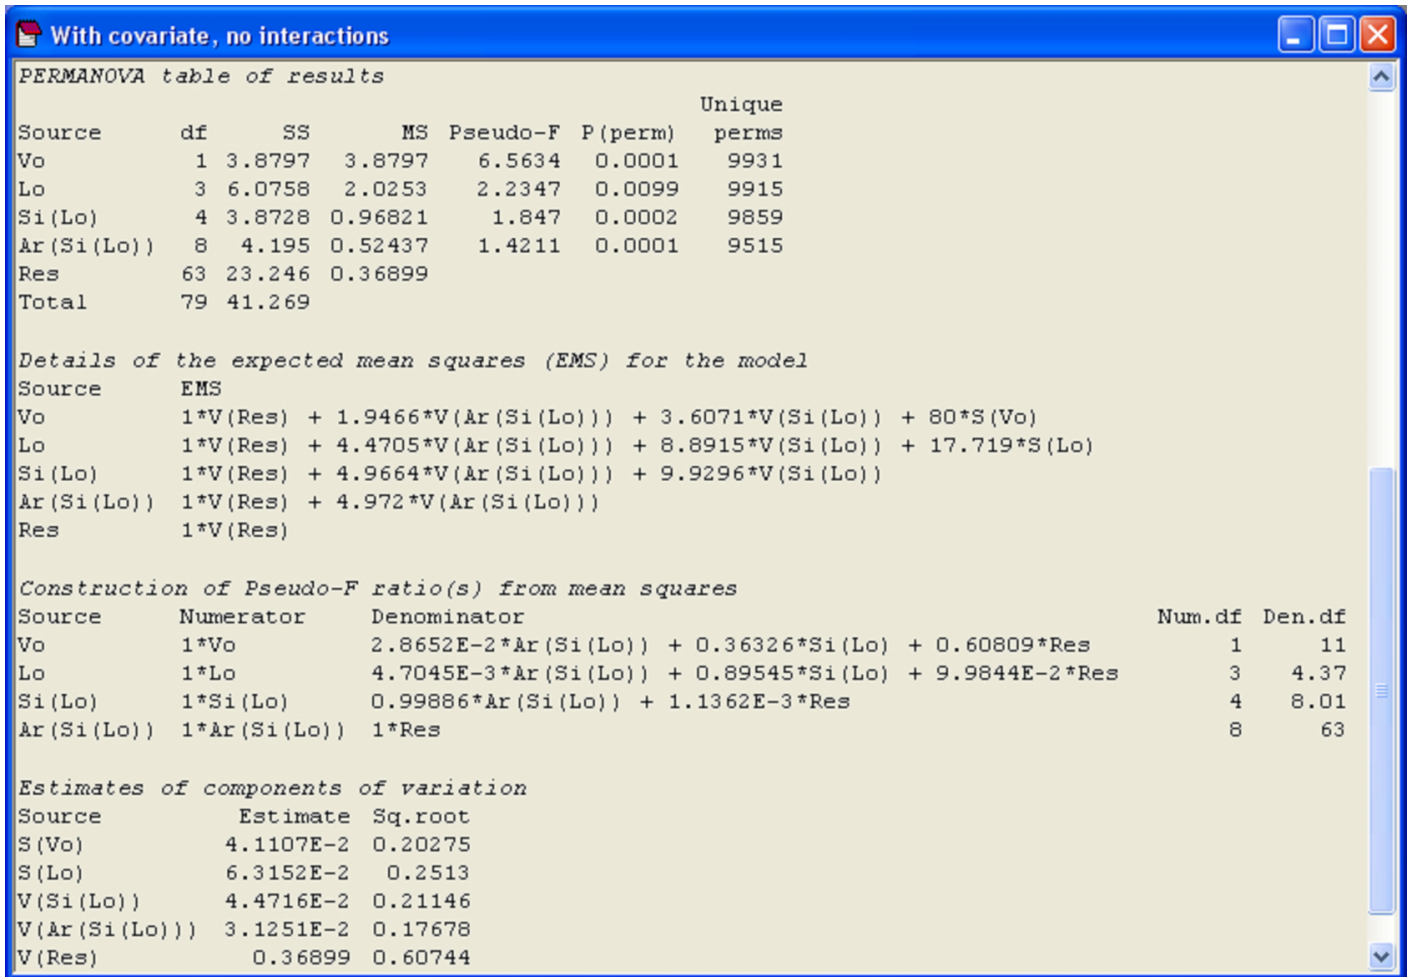 With covariate, no interactions
PERMANOVA table of results
Unique
Source df SS MS Pseudo-F P(perm) perms
Vo 1 3.8797 3.8797 6.5634 0.0001 9931
Lo 3 6.0758 2.0253 2.2347 0.0099 9915
Si(Lo) 4 3.8728 0.96821 1.847 0.0002 9859
Ar(Si(Lo)) 8 4.195 0.52437 1.4211 0.0001 9515
Res 63 23.246 0.36899
Total 79 41.269
Details of the expected mean squares (EMS) for the model
Source EMS
Vo 1*V(Res) + 1.9466*V(Ar(Si(Lo))) + 3.6071*V(Si(Lo)) + 80*S(Vo)
Lo 1*V(Res) + 4.4705*V(Ar(Si(Lo))) + 8.8915*V(Si(Lo)) + 17.719*S(Lo)
Si(Lo) 1*V(Res) + 4.9664*V(Ar(Si(Lo))) + 9.9296*V(Si(Lo))
Ar(Si(Lo)) 1*V(Res) + 4.972*V(Ar(Si(Lo)))
Res 1*V(Res)
Construction of Pseudo-F ratio(s) from mean squares
Source Numerator Denominator Num.df Den.df
Vo 1*Vo 2.8652E-2*Ar(Si(Lo)) + 0.36326*Si(Lo) + 0.60809*Res 1 11
Lo 1*Lo 4.7045E-3*Ar(Si(Lo)) + 0.89545*Si(Lo) + 9.9844E-2*Res 3 4.37
Si(Lo) 1*Si(Lo) 0.99886*Ar(Si(Lo)) + 1.1362E-3*Res 4 8.01
Ar(Si(Lo)) 1*Ar(Si(Lo)) 1*Res 8 63
Estimates of components of variation
Source Estimate Sq.root
S(Vo) 4.1107E-2 0.20275
S(Lo) 6.3152E-2 0.2513
V(Si(Lo)) 4.4716E-2 0.21146
V(Ar(Si(Lo))) 3.1251E-2 0.17678
V(Res) 0.36899 0.60744